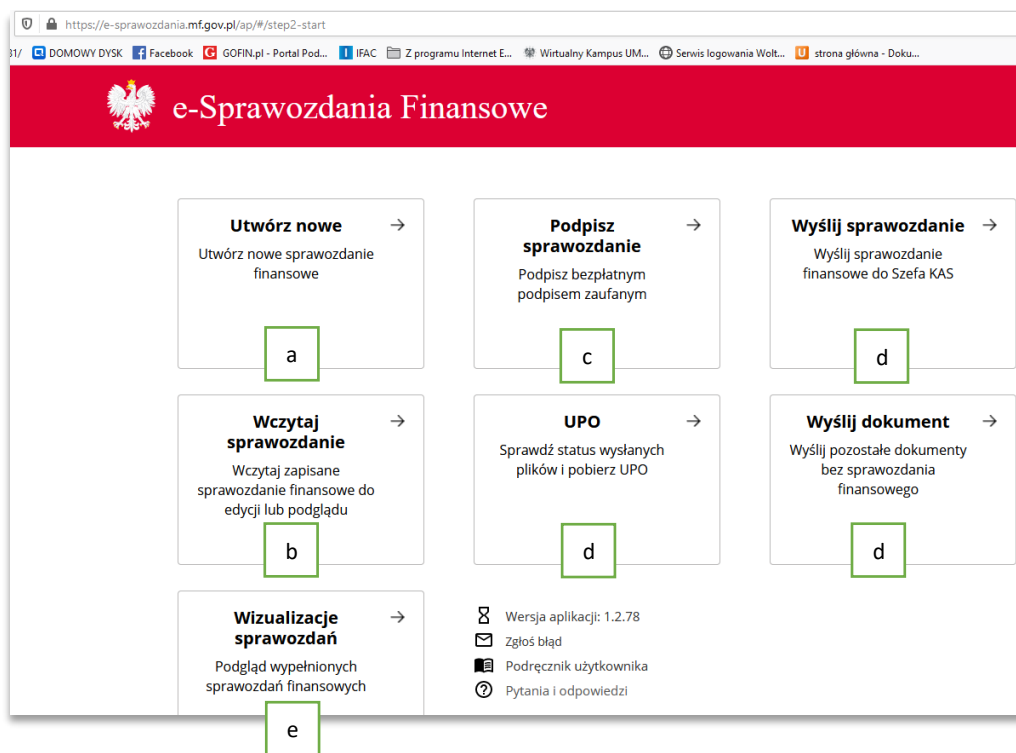 https://e-sprawozdania.mf.gov.pl/ap/#/step2-start
31/ DOMOWY DYSK Facebook GOFIN.pl - Portal Pod... IFAC Z programu Internet E... Wirtualny Kampus UM... Serwis logowania Wolt... strona główna - Doku...
e-Sprawozdania Finansowe
Utwórz nowe
Utwórz nowe sprawozdanie
finansowe
a
Podpisz
sprawozdanie
Podpisz bezpłatnym
podpisem zaufanym
c
Wyślij sprawozdanie
Wyślij sprawozdanie
finansowe do Szefa KAS
d
Wczytaj
sprawozdanie
Wczytaj zapisane
sprawozdanie finansowe do
edycji lub podglądu
b
UPO
Sprawdź status wysłanych
plików i pobierz UPO
d
Wyślij dokument
Wyślij pozostałe dokumenty
bez sprawozdania
finansowego
d
Wizualizacje
sprawozdań
Podgląd wypełnionych
sprawozdań finansowych
e
Wersja aplikacji: 1.2.78
Zgłoś błąd
Podręcznik użytkownika
Pytania i odpowiedzi